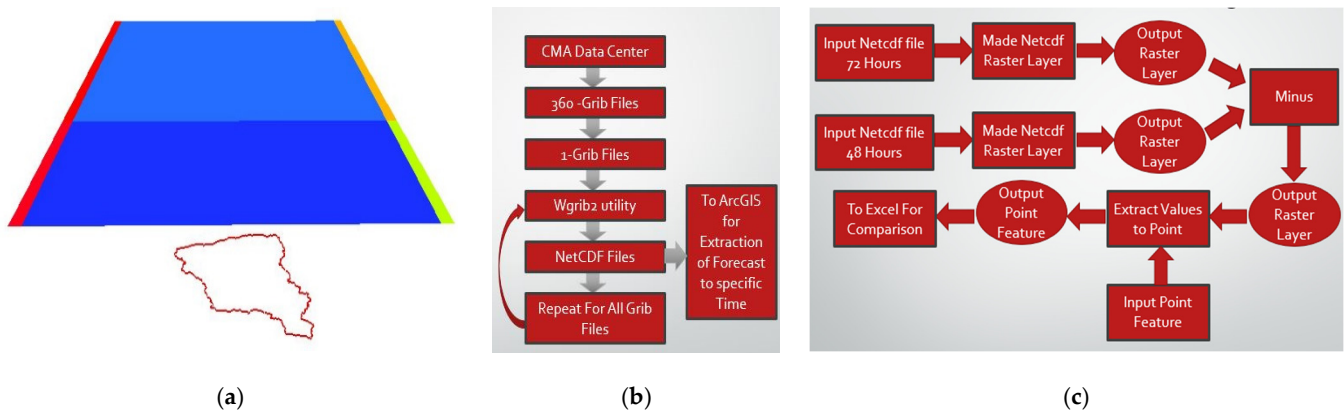 CMA Data Center
360 -Grib Files
1-Grib Files
Wgrib2 utility
NetCDF Files
Repeat For All Grib
Files
To ArcGIS
for
Extraction
of Forecast
to specific
Time
Input Netcdf file
72 Hours
Made Netcdf
Raster Layer
Output
Raster
Layer
Minus
Input Netcdf file
48 Hours
Made Netcdf
Raster Layer
Output
Raster
Layer
To Excel For
Comparison
Output
Point
Feature
Extract Values
to Point
Output
Raster
Layer
Input Point
Feature
(a)
(b)
(c)